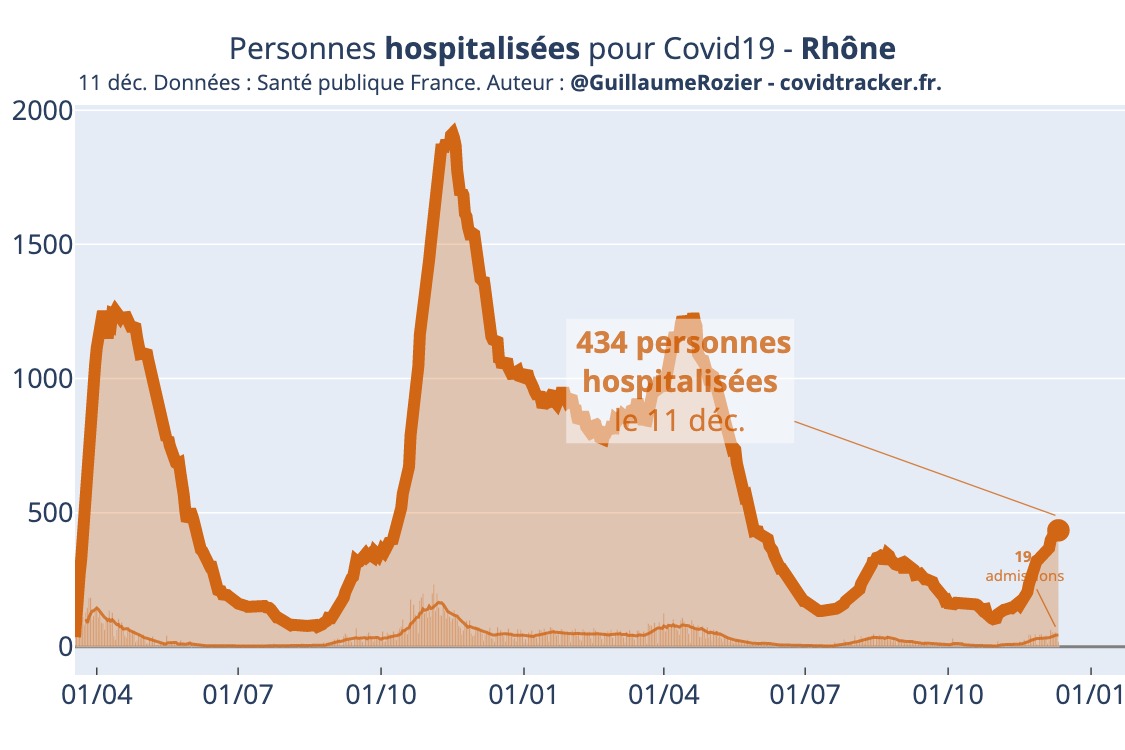 Personnes hospitalisées pour Covid19 - Rhône
11 déc. Données : Santé publique France. Auteur : @GuillaumeRozier - covidtracker.fr.
2000
1500
1000
500
0
434 personnes
hospitalisées
le 11 déc.
19
admissions
01/04 01/07 01/10 01/01 01/04 01/07 01/10 01/01